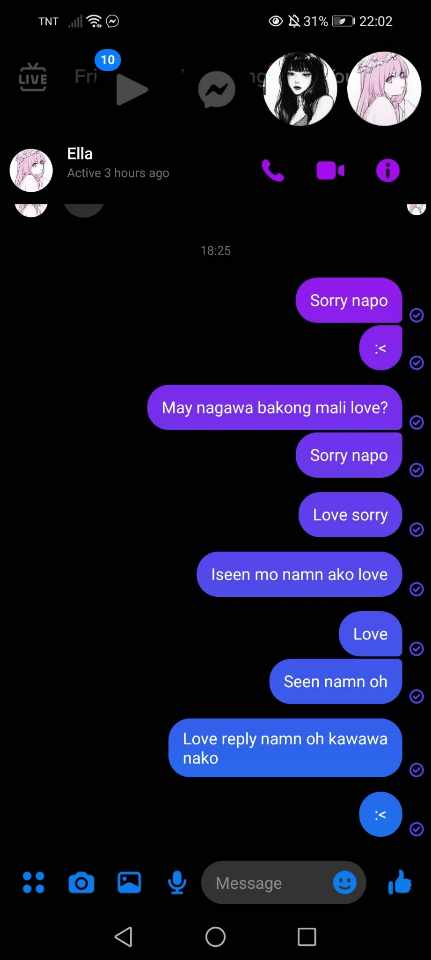 TNT
31%
22:02
LIVE
Fri
10
Ella
Active 3 hours ago
18:25
Sorry napo
:<
May nagawa bakong mali love?
Sorry napo
Love sorry
Iseen mo namn ako love
Love
Seen namn oh
Love reply namn oh kawawa
nako
:<
Message